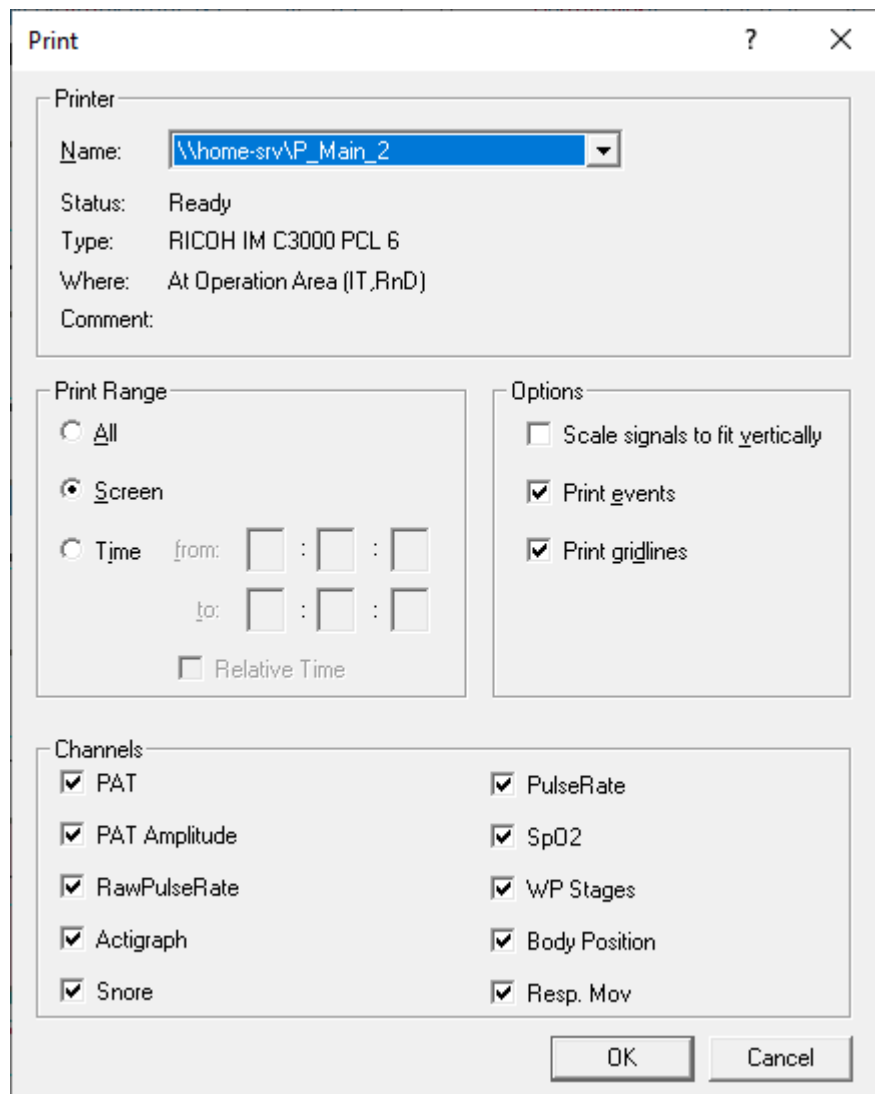 Print
Printer
Name: \\home-srv\P_Main_2
Status: Ready
Type: RICOH IM C3000 PCL 6
Where: At Operation Area (IT,RnD)
Comment:
Print Range
All
Screen
Time from: : :
to: : :
Relative Time
Options
Scale signals to fit vertically
Print events
Print gridlines
Channels
PAT
PAT Amplitude
RawPulseRate
Actigraph
Snore
PulseRate
SpO2
WP Stages
Body Position
Resp. Mov
OK Cancel